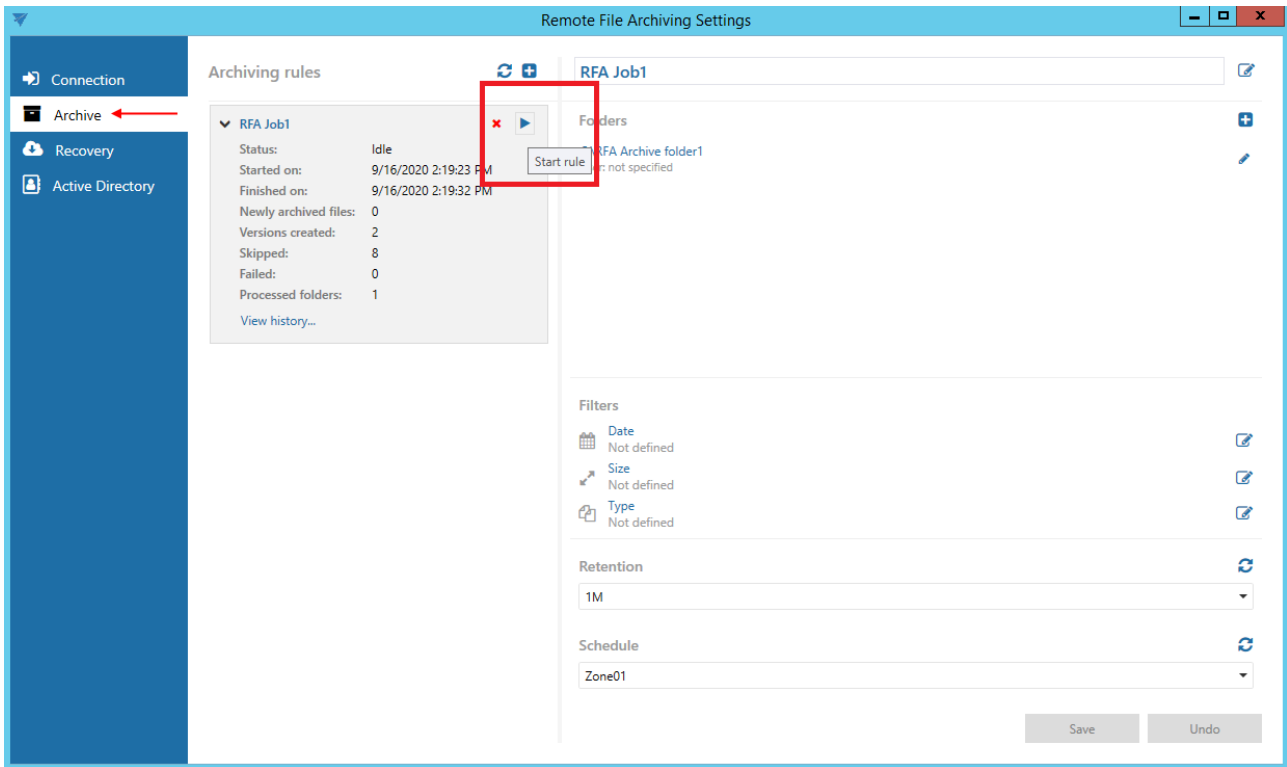 Remote File Archiving Settings
Connection
Archive
Recovery
Active Directory
Archiving rules
RFA Job1
Status: Idle
Started on: 9/16/2020 2:19:23 PM
Finished on: 9/16/2020 2:19:32 PM
Newly archived files: 0
Versions created: 2
Skipped: 8
Failed: 0
Processed folders: 1
View history...
Start rule
RFA Job1
Folders
RFA Archive folder1
not specified
Filters
Date
Not defined
Size
Not defined
Type
Not defined
Retention
1M
Schedule
Zone01
Save Undo